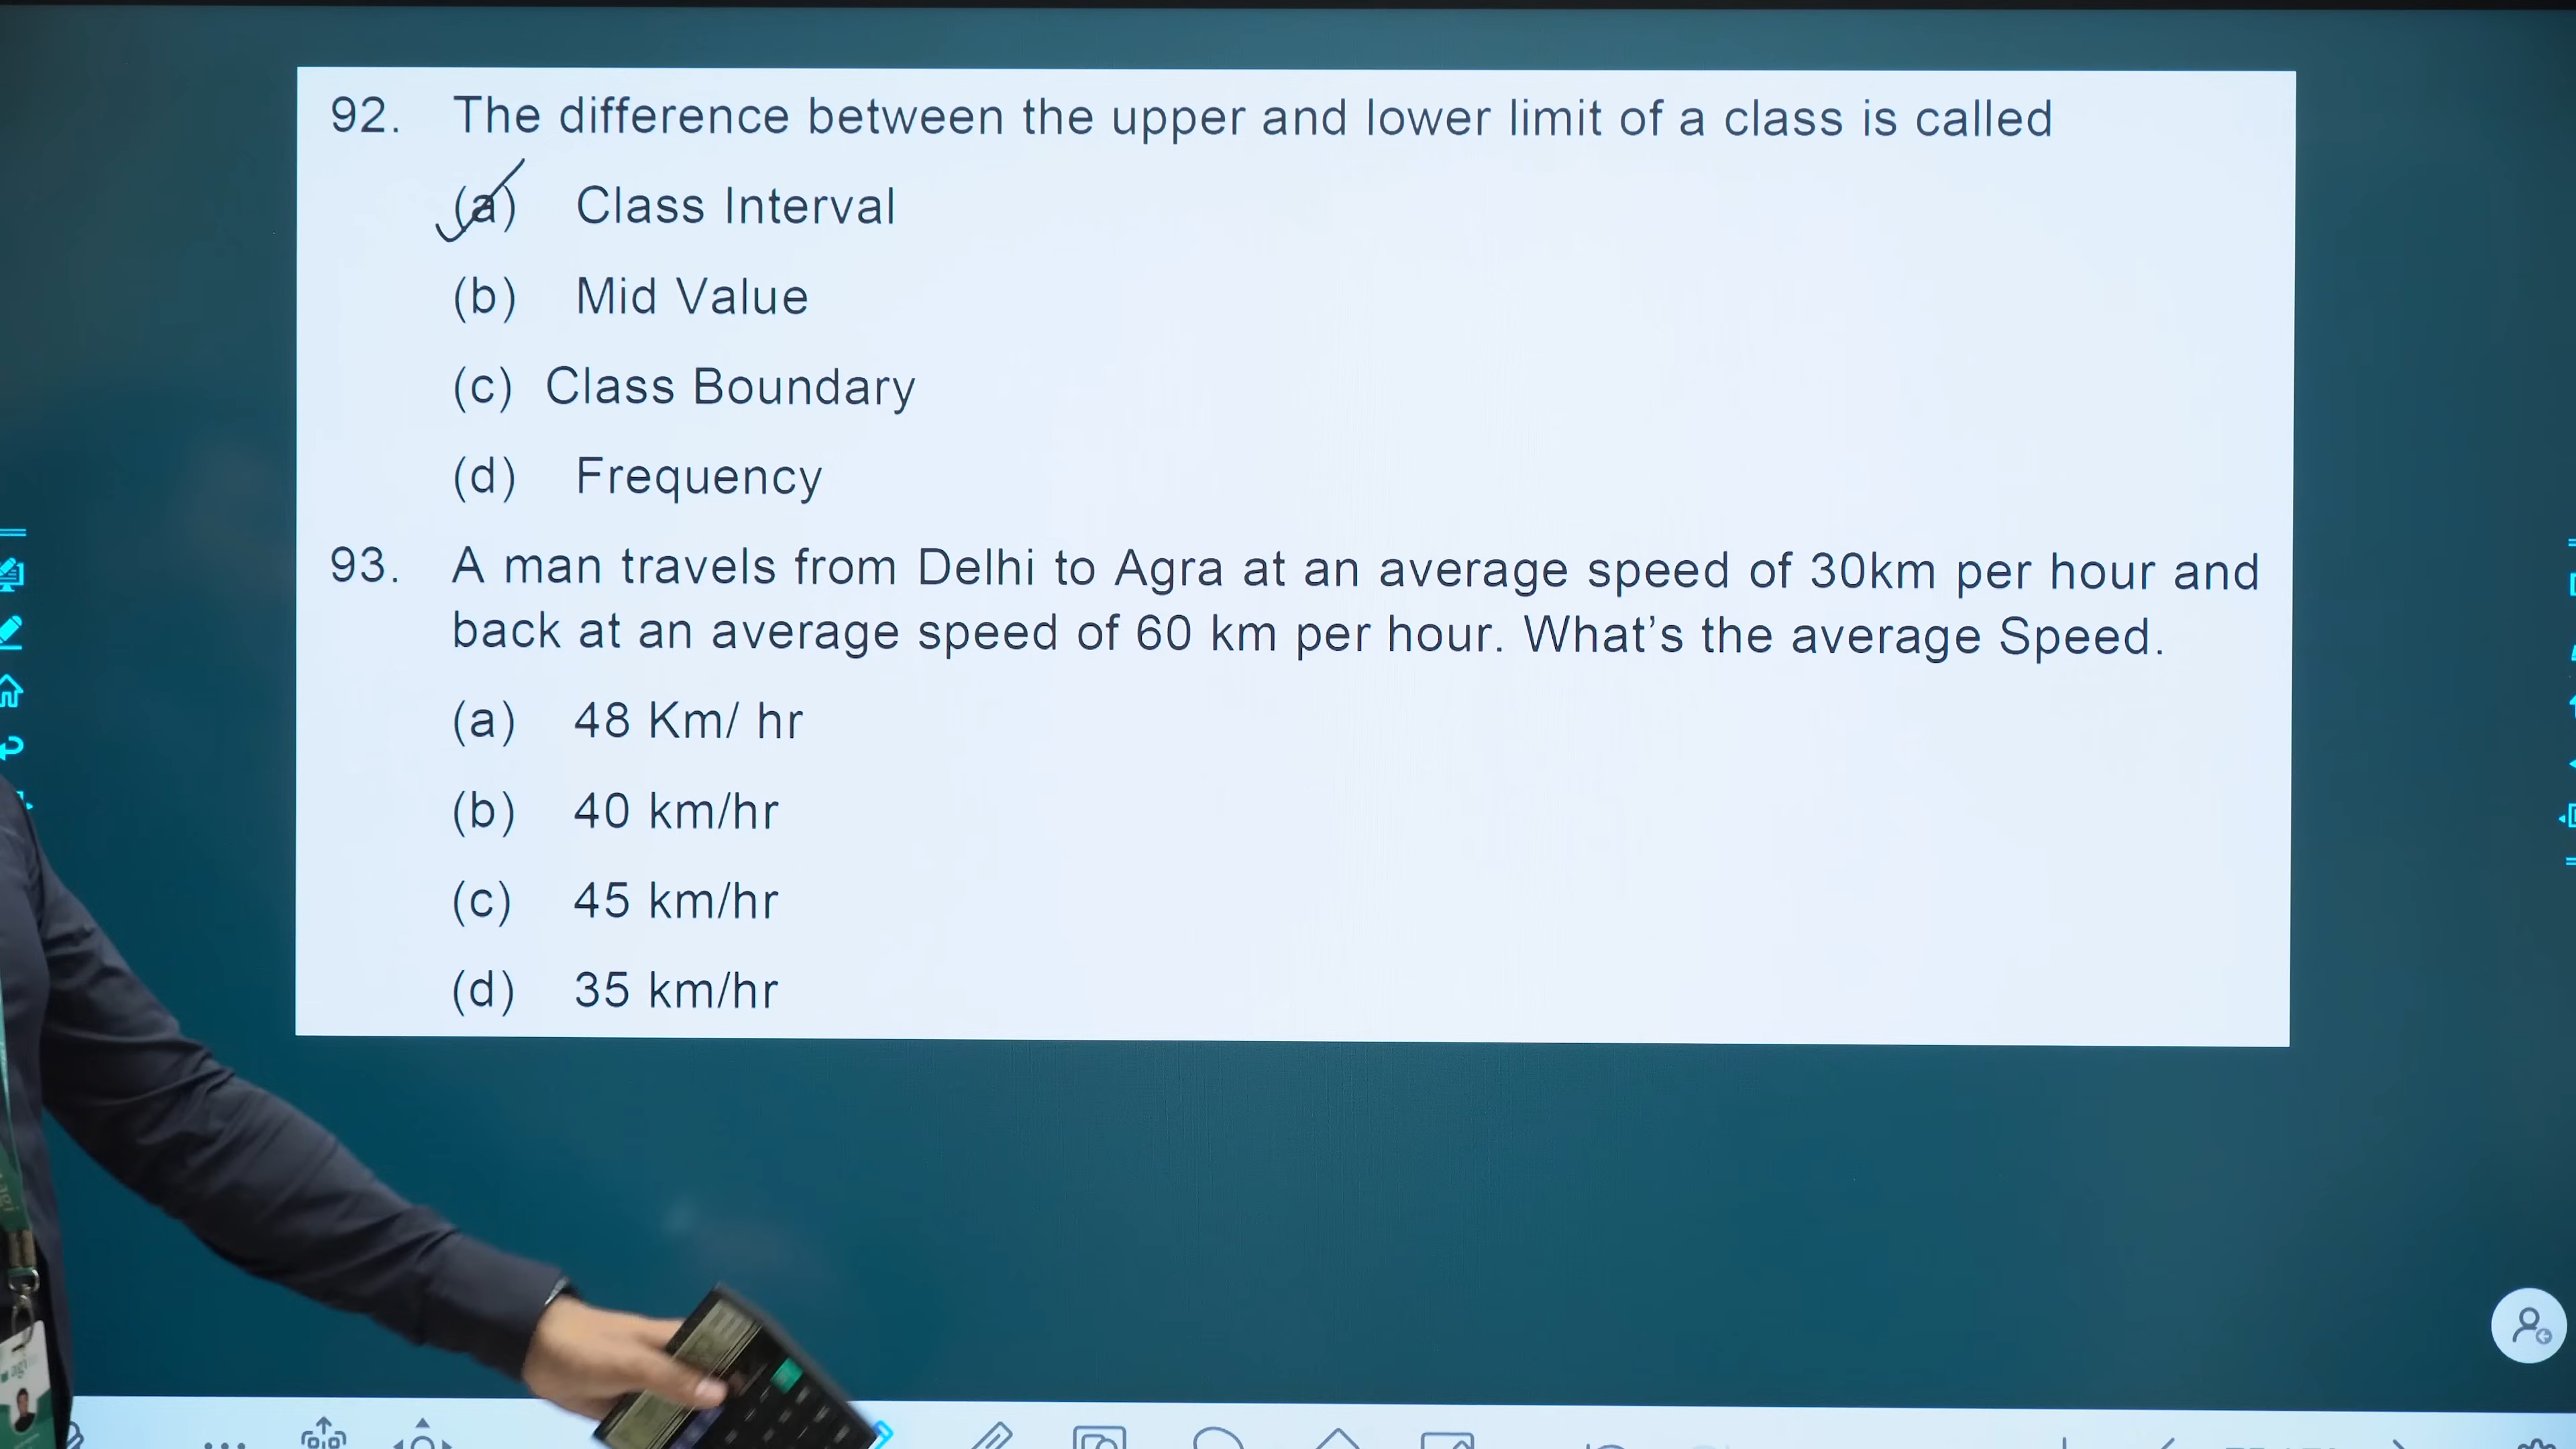 92. The difference between the upper and lower limit of a class is called
(a) Class Interval
(b) Mid Value
(c) Class Boundary
(d) Frequency
93. A man travels from Delhi to Agra at an average speed of 30km per hour and
back at an average speed of 60 km per hour. What’s the average Speed.
(a) 48 Km/ hr
(b) 40 km/hr
(c) 45 km/hr
(d) 35 km/hr
agi
agi